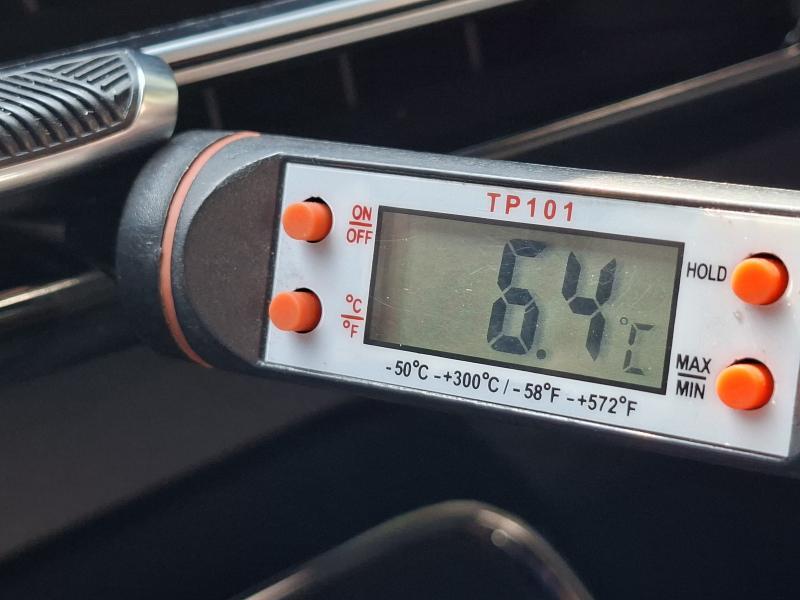 TP101
ON
OFF
°C
°F
6.4 °C
HOLD
MAX
MIN
-50°C -+300°C / -58°F -+572°F